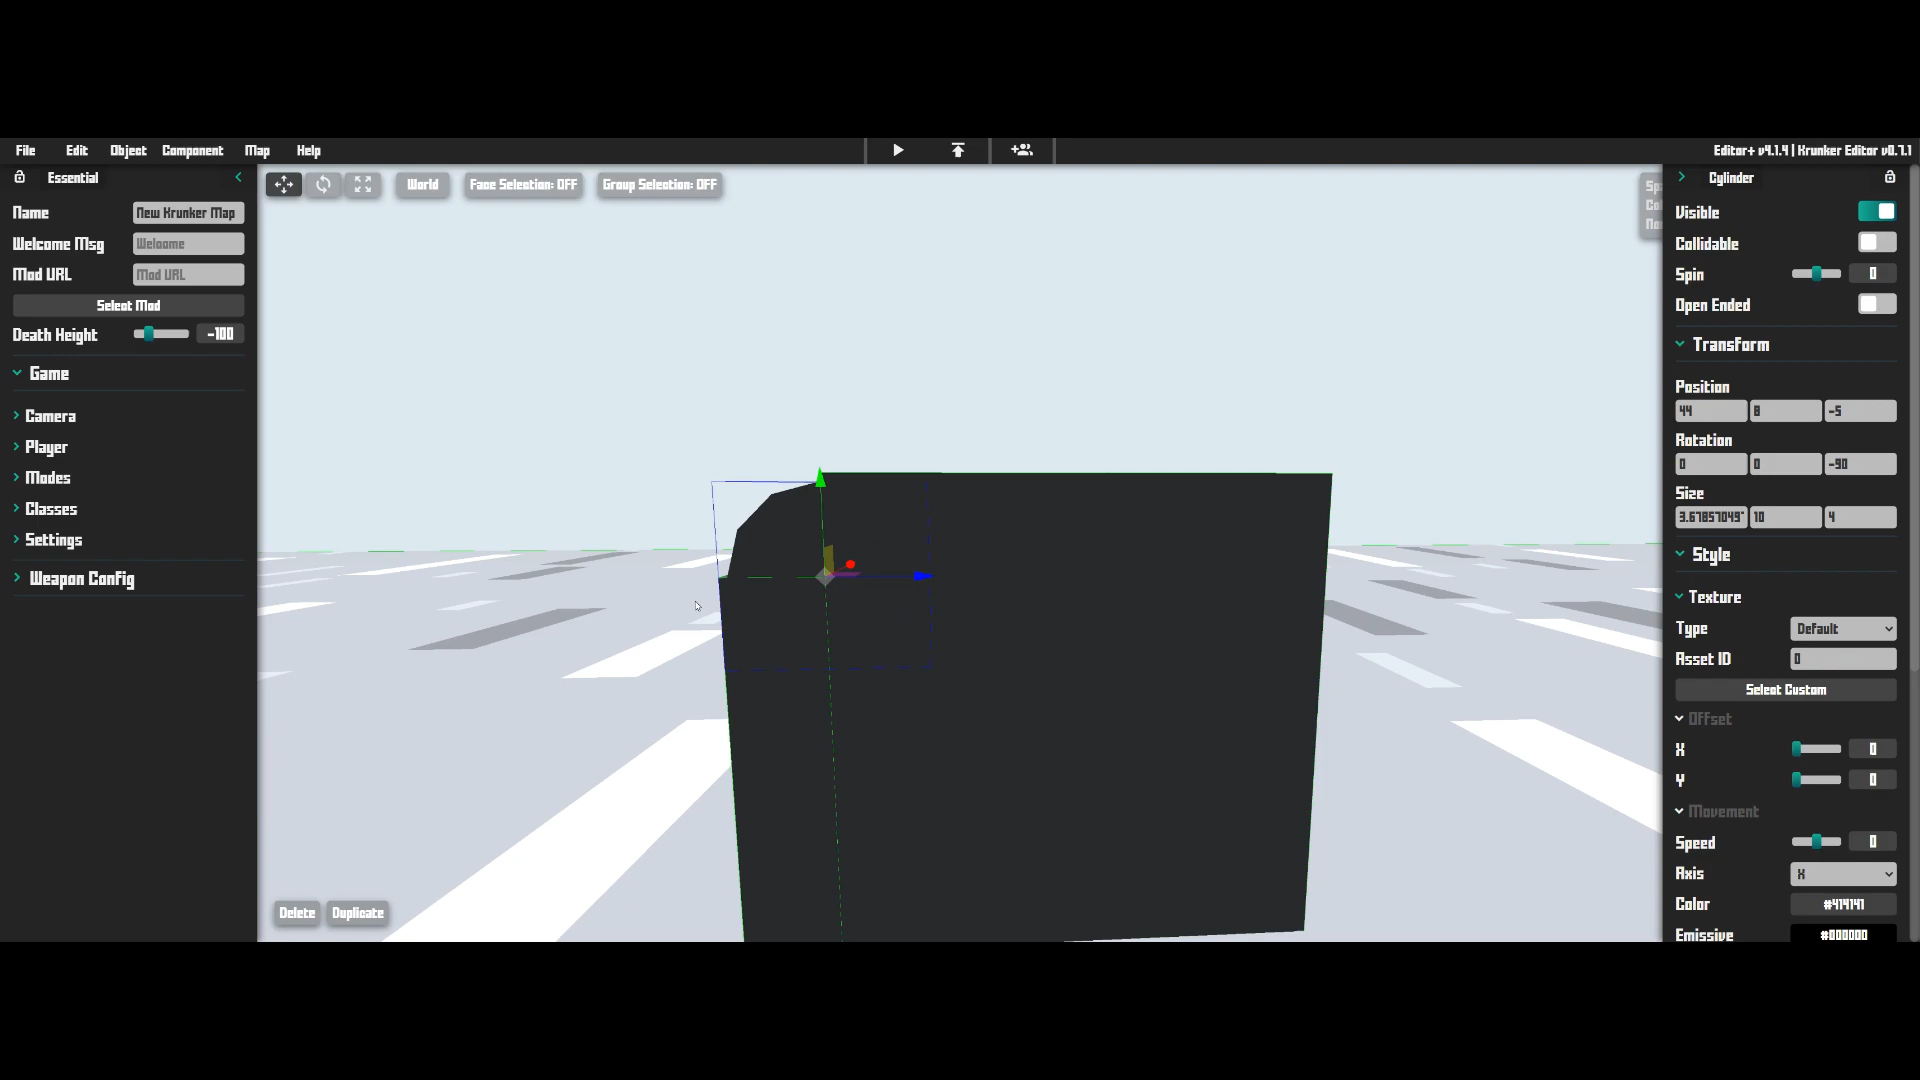 File Edit Object Component Map Help
Editor+ v4.1.4 | Krunker Editor v0.7.1
Essential
Name New Krunker Map
Welcome Msg Welcome
Mod URL Mod URL
Select Mod
Death Height -100
Game
Camera
Player
Modes
Classes
Settings
Weapon Config
World Face Selection: OFF Group Selection: OFF
Delete Duplicate
Cylinder
Visible
Collidable
Spin 0
Open Ended
Transform
Position
44 8 -5
Rotation
0 0 -90
Size
3.67857049 10 4
Style
Texture
Type Default
Asset ID 0
Select Custom
Offset
X 0
Y 0
Movement
Speed 0
Axis X
Color #414141
Emissive #000000